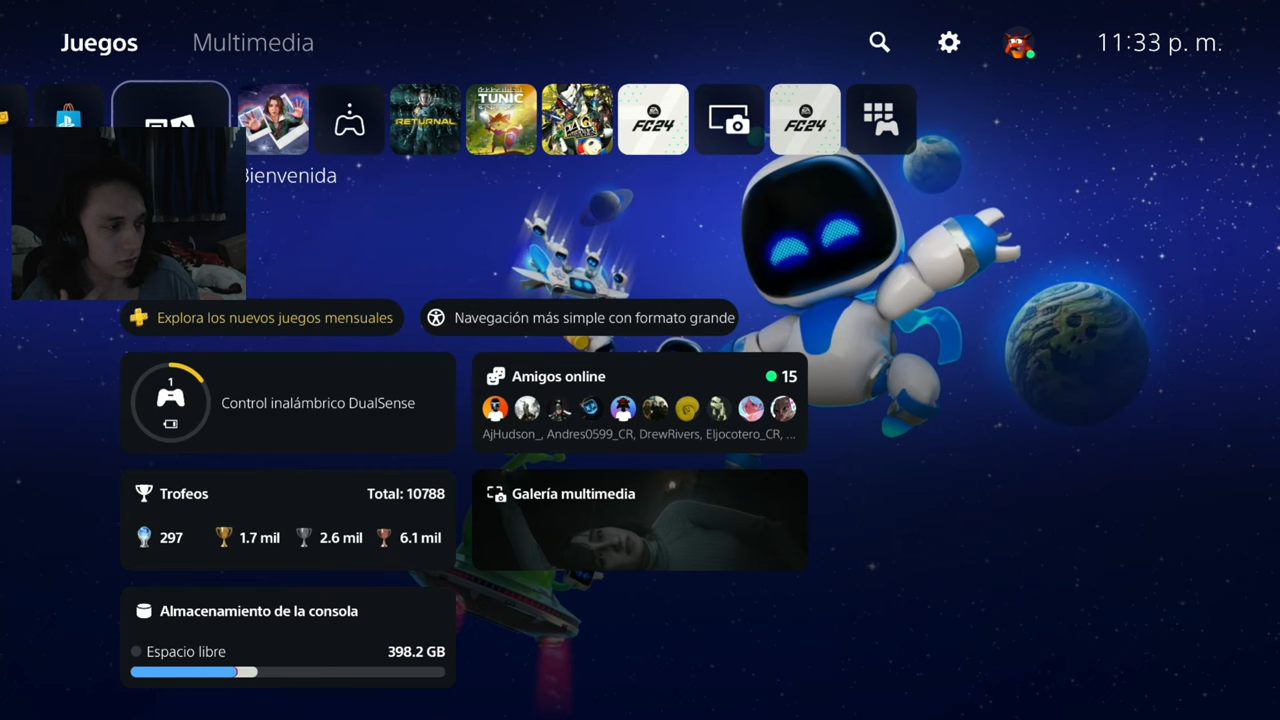 Juegos
Multimedia
11:33 p. m.
RETURNAL
TUNIC
FC24
FC24
Bienvenida
Explora los nuevos juegos mensuales
Navegación más simple con formato grande
1
Control inalámbrico DualSense
Amigos online
15
AjHudson_, Andres0599_CR, DrewRivers, Eljocotero_CR, ...
Trofeos
Total: 10788
297
1.7 mil
2.6 mil
6.1 mil
Galería multimedia
Almacenamiento de la consola
Espacio libre
398.2 GB